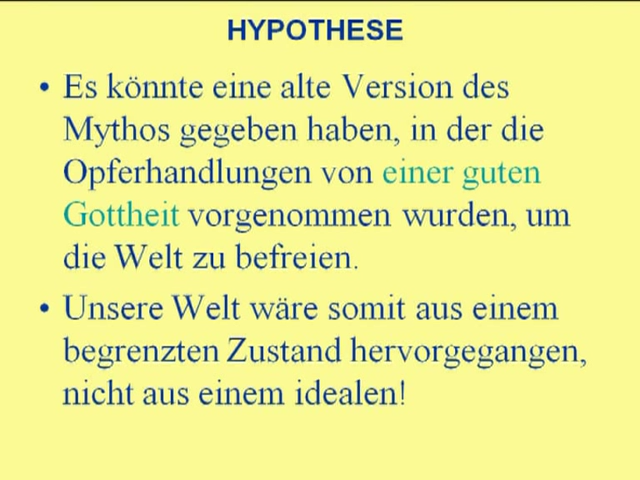 HYPOTHESE
• Es könnte eine alte Version des
Mythos gegeben haben, in der die
Opferhandlungen von einer guten
Gottheit vorgenommen wurden, um
die Welt zu befreien.
• Unsere Welt wäre somit aus einem
begrenzten Zustand hervorgegangen,
nicht aus einem idealen!